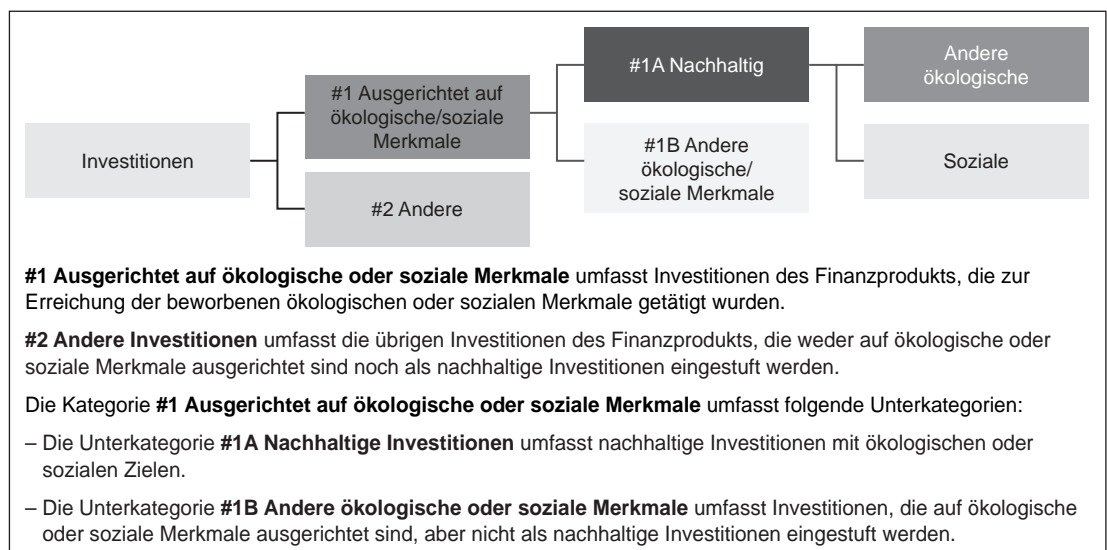 Investitionen
#1 Ausgerichtet auf
ökologische/soziale
Merkmale
#2 Andere
#1A Nachhaltig
#1B Andere
ökologische/
soziale Merkmale
Andere
ökologische
Soziale
#1 Ausgerichtet auf ökologische oder soziale Merkmale umfasst Investitionen des Finanzprodukts, die zur
Erreichung der beworbenen ökologischen oder sozialen Merkmale getätigt wurden.
#2 Andere Investitionen umfasst die übrigen Investitionen des Finanzprodukts, die weder auf ökologische oder
soziale Merkmale ausgerichtet sind noch als nachhaltige Investitionen eingestuft werden.
Die Kategorie #1 Ausgerichtet auf ökologische oder soziale Merkmale umfasst folgende Unterkategorien:
– Die Unterkategorie #1A Nachhaltige Investitionen umfasst nachhaltige Investitionen mit ökologischen oder
sozialen Zielen.
– Die Unterkategorie #1B Andere ökologische oder soziale Merkmale umfasst Investitionen, die auf ökologische
oder soziale Merkmale ausgerichtet sind, aber nicht als nachhaltige Investitionen eingestuft werden.